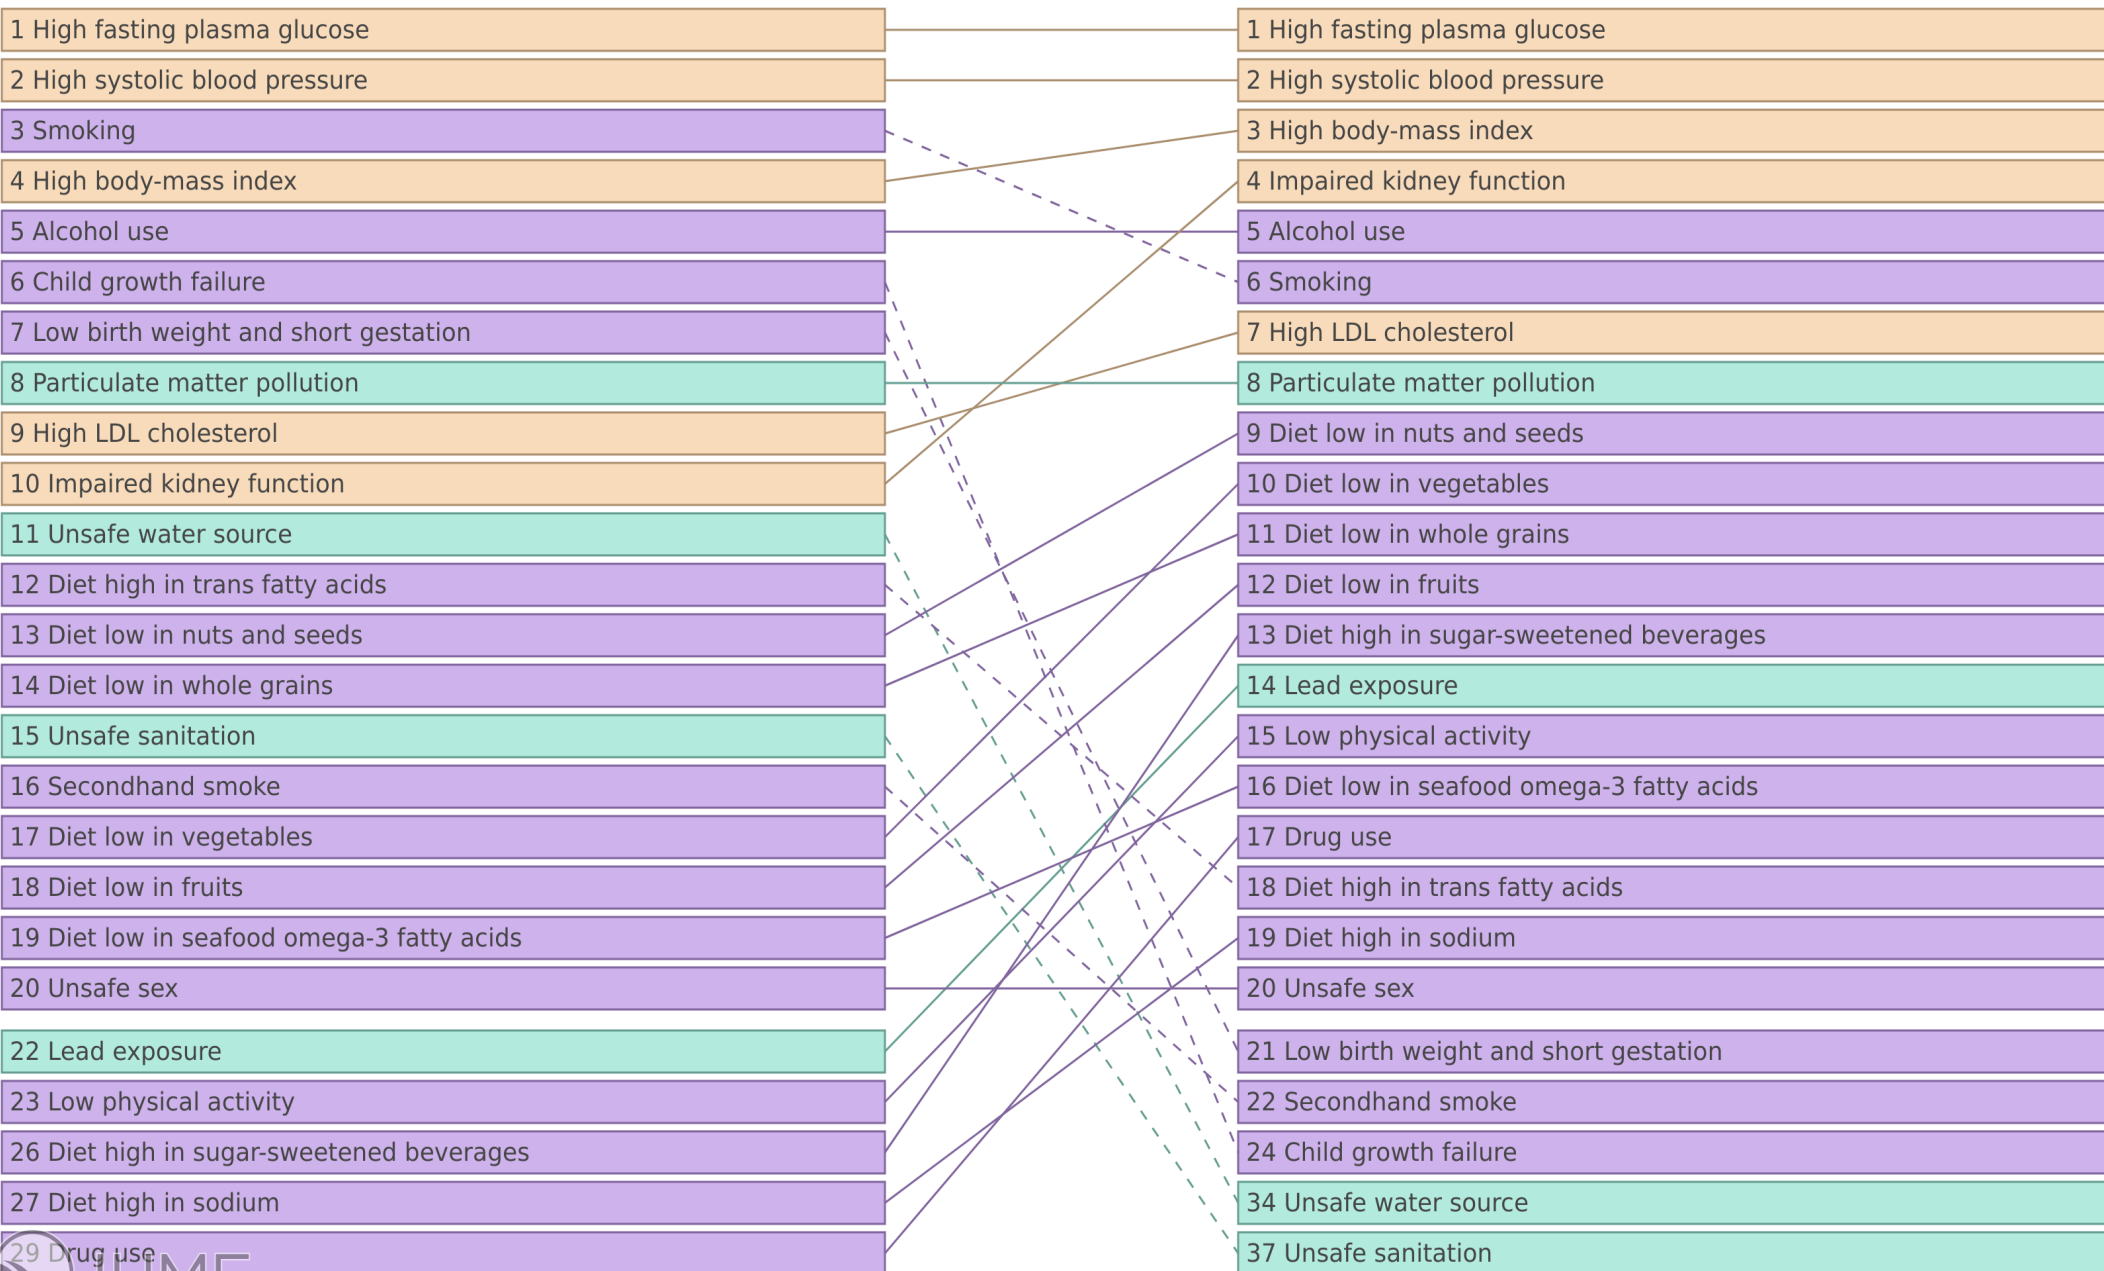 1 High fasting plasma glucose
2 High systolic blood pressure
3 Smoking
4 High body-mass index
5 Alcohol use
6 Child growth failure
7 Low birth weight and short gestation
8 Particulate matter pollution
9 High LDL cholesterol
10 Impaired kidney function
11 Unsafe water source
12 Diet high in trans fatty acids
13 Diet low in nuts and seeds
14 Diet low in whole grains
15 Unsafe sanitation
16 Secondhand smoke
17 Diet low in vegetables
18 Diet low in fruits
19 Diet low in seafood omega-3 fatty acids
20 Unsafe sex
22 Lead exposure
23 Low physical activity
26 Diet high in sugar-sweetened beverages
27 Diet high in sodium
29 Drug use
IHME
1 High fasting plasma glucose
2 High systolic blood pressure
3 High body-mass index
4 Impaired kidney function
5 Alcohol use
6 Smoking
7 High LDL cholesterol
8 Particulate matter pollution
9 Diet low in nuts and seeds
10 Diet low in vegetables
11 Diet low in whole grains
12 Diet low in fruits
13 Diet high in sugar-sweetened beverages
14 Lead exposure
15 Low physical activity
16 Diet low in seafood omega-3 fatty acids
17 Drug use
18 Diet high in trans fatty acids
19 Diet high in sodium
20 Unsafe sex
21 Low birth weight and short gestation
22 Secondhand smoke
24 Child growth failure
34 Unsafe water source
37 Unsafe sanitation